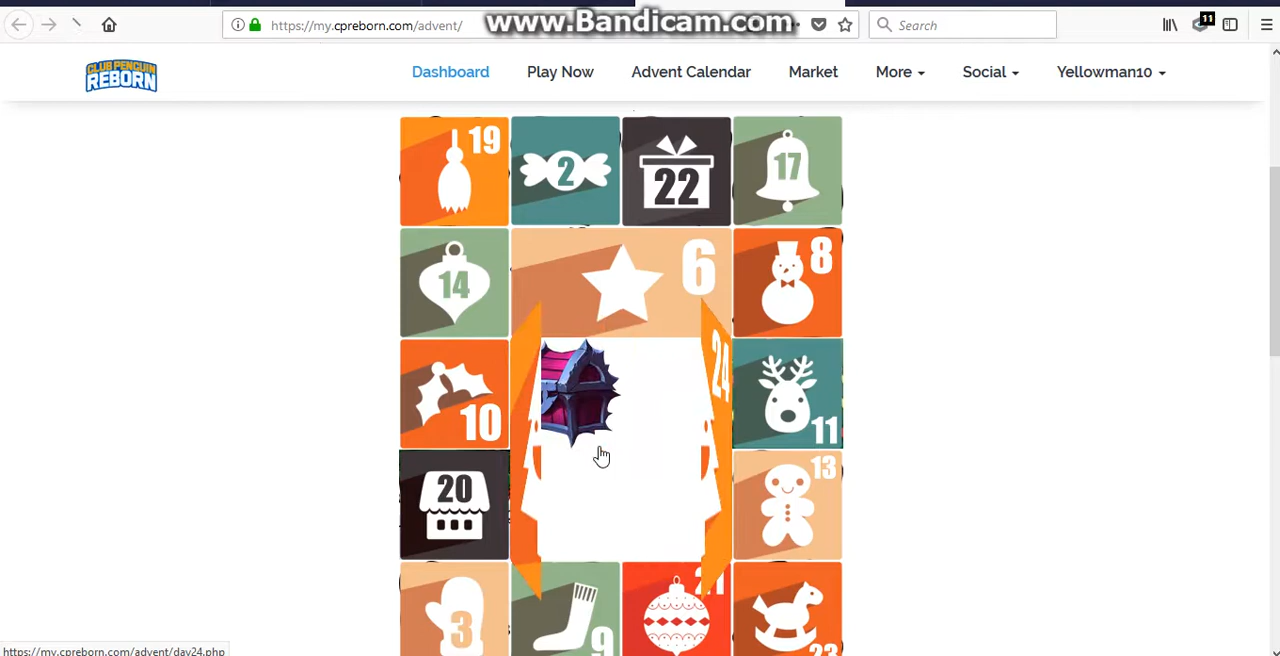 www.Bandicam.com
https://my.cpreborn.com/advent/
Search
11
CLUB PENGUIN
REBORN
Dashboard
Play Now
Advent Calendar
Market
More
Social
Yellowman10
19
2
22
17
14
6
8
24
10
11
20
13
3
9
21
23
https://my.cpreborn.com/advent/day24.php